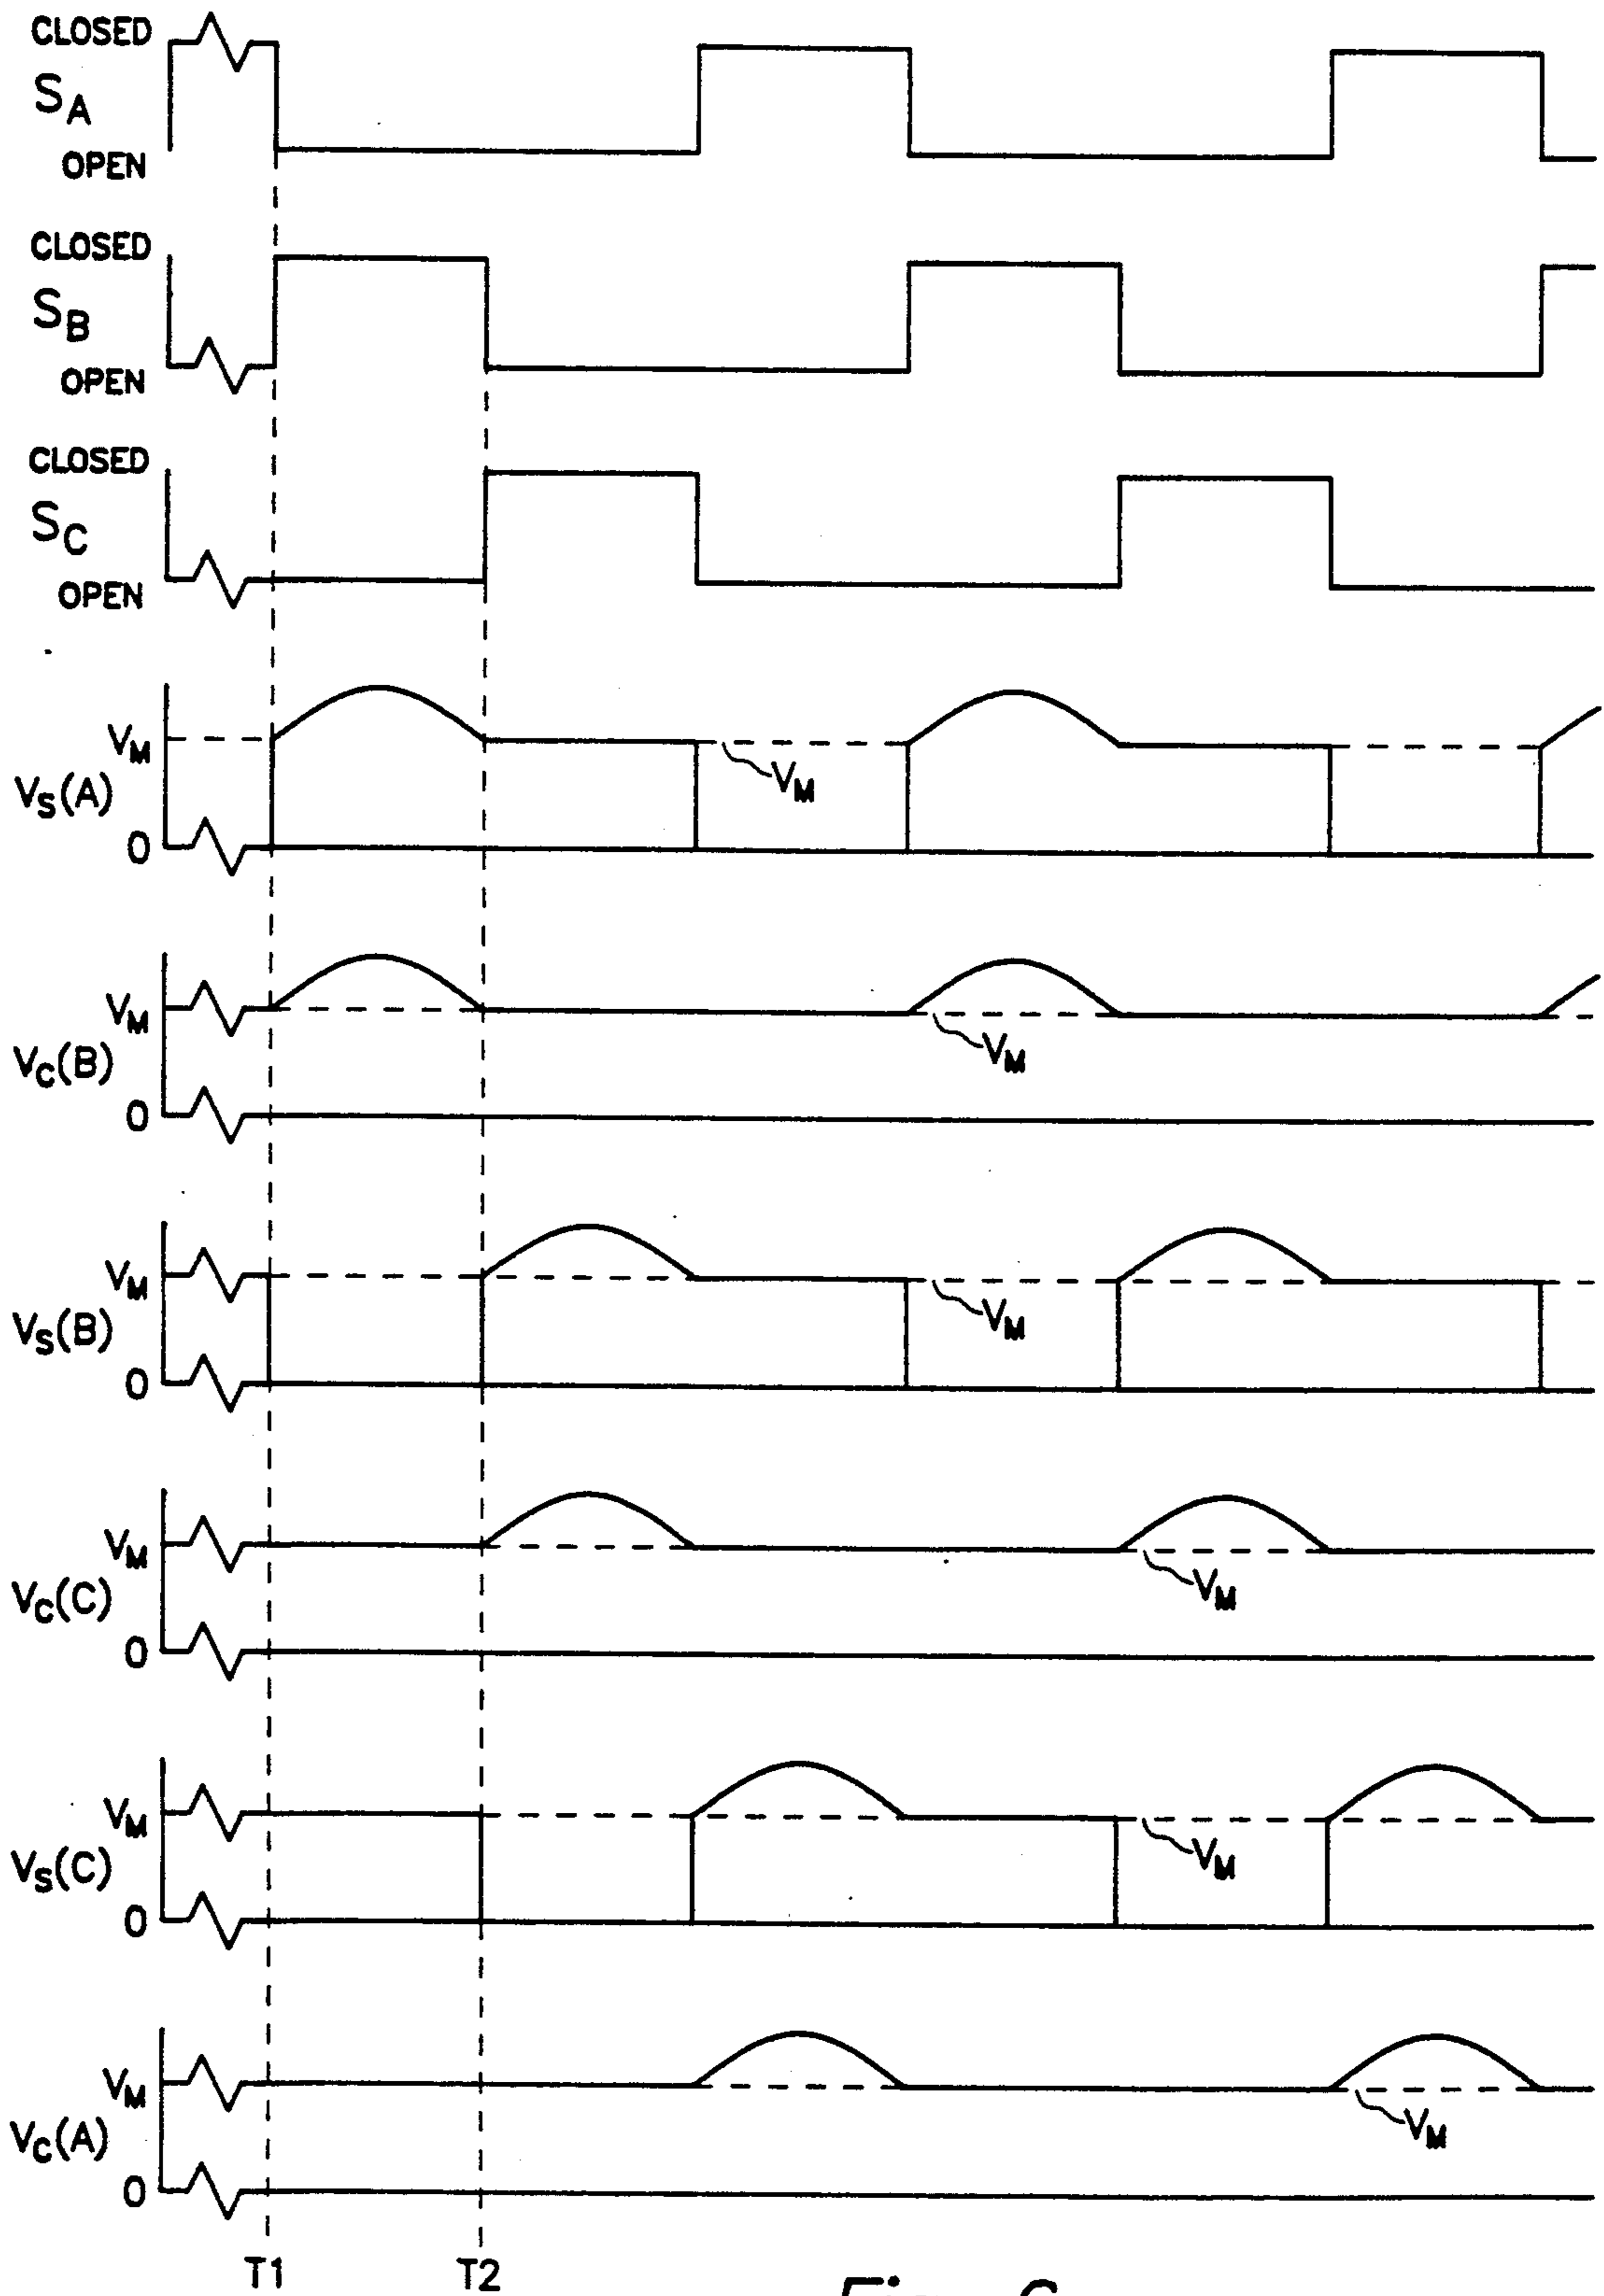 CLOSED
SA
OPEN
CLOSED
SB
OPEN
CLOSED
SC
OPEN
VM
VS(A)
VM
0
VM
VC(B)
VM
0
VM
VS(B)
VM
0
VM
VC(C)
VM
0
VM
VS(C)
VM
0
VM
VC(A)
VM
0
T1 T2